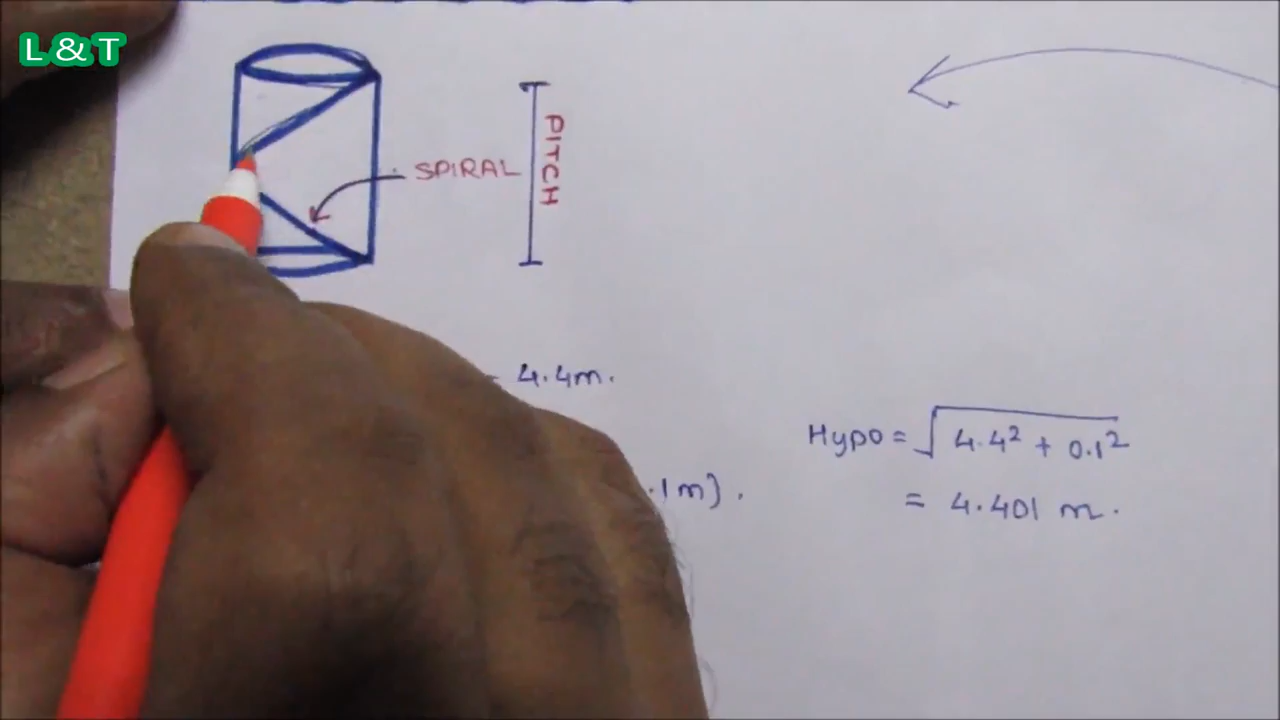 L&T
SPIRAL
PITCH
4.4m.
Hypo = √4.4² + 0.1²
.1m).
= 4.401 m.